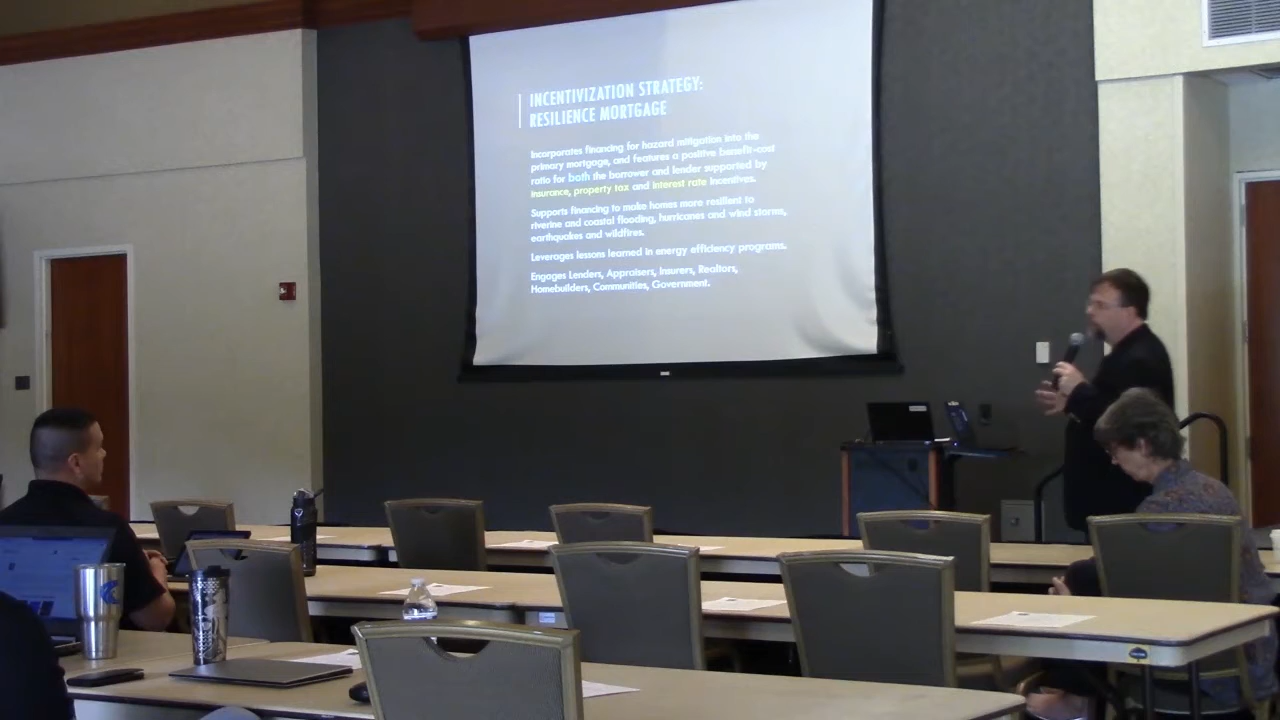 INCENTIVIZATION STRATEGY:
RESILIENCE MORTGAGE
Incorporates financing for hazard mitigation into the
primary mortgage, and features a positive benefit-cost
ratio for both the borrower and lender supported by
insurance, property tax and interest rate incentives.
Supports financing to make homes more resilient to
riverine and coastal flooding, hurricanes and wind storms,
earthquakes and wildfires.
Leverages lessons learned in energy efficiency programs.
Engages Lenders, Appraisers, Insurers, Realtors,
Homebuilders, Communities, Government.